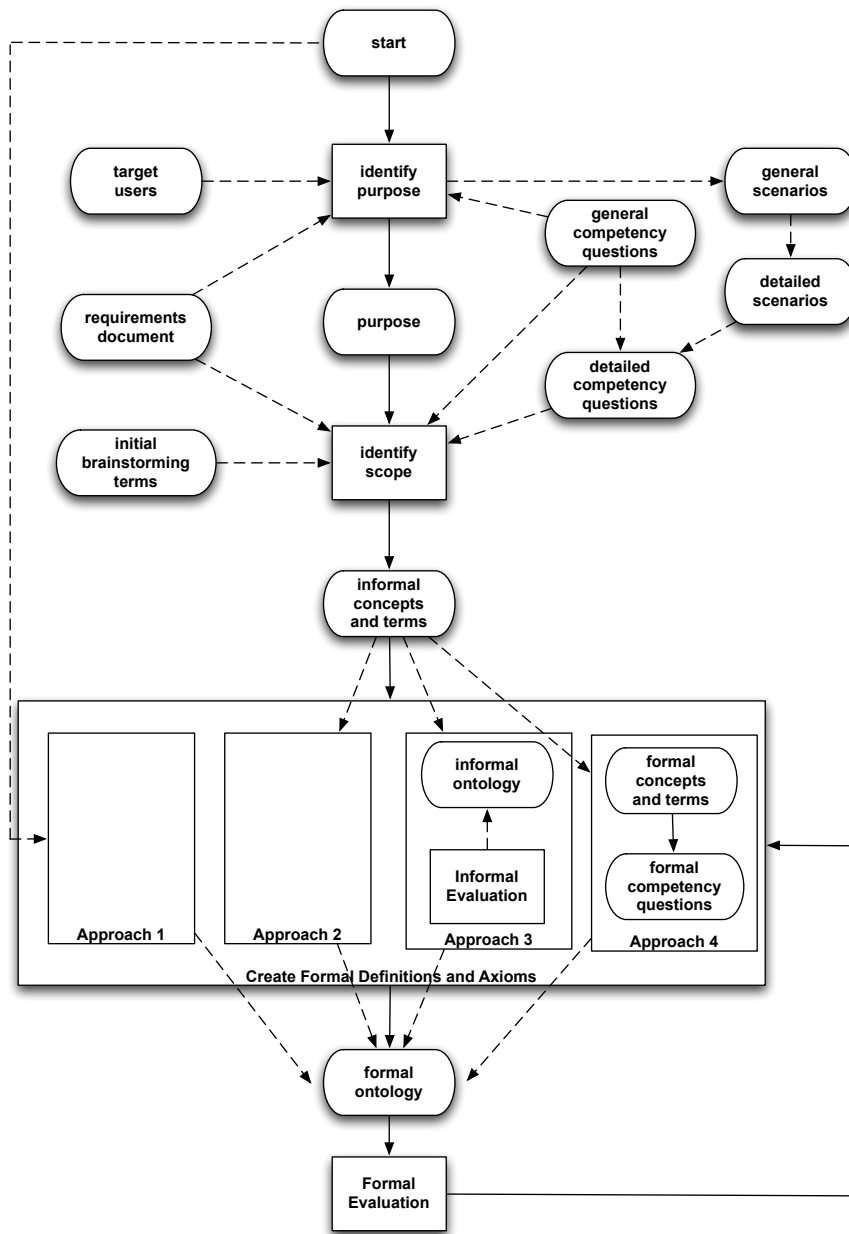 start
target
users
identify
purpose
general
scenarios
general
competency
questions
detailed
scenarios
requirements
document
purpose
detailed
competency
questions
initial
brainstorming
terms
identify
scope
informal
concepts
and terms
informal
ontology
formal
concepts
and terms
Informal
Evaluation
formal
competency
questions
Approach 1
Approach 2
Approach 3
Approach 4
Create Formal Definitions and Axioms
formal
ontology
Formal
Evaluation